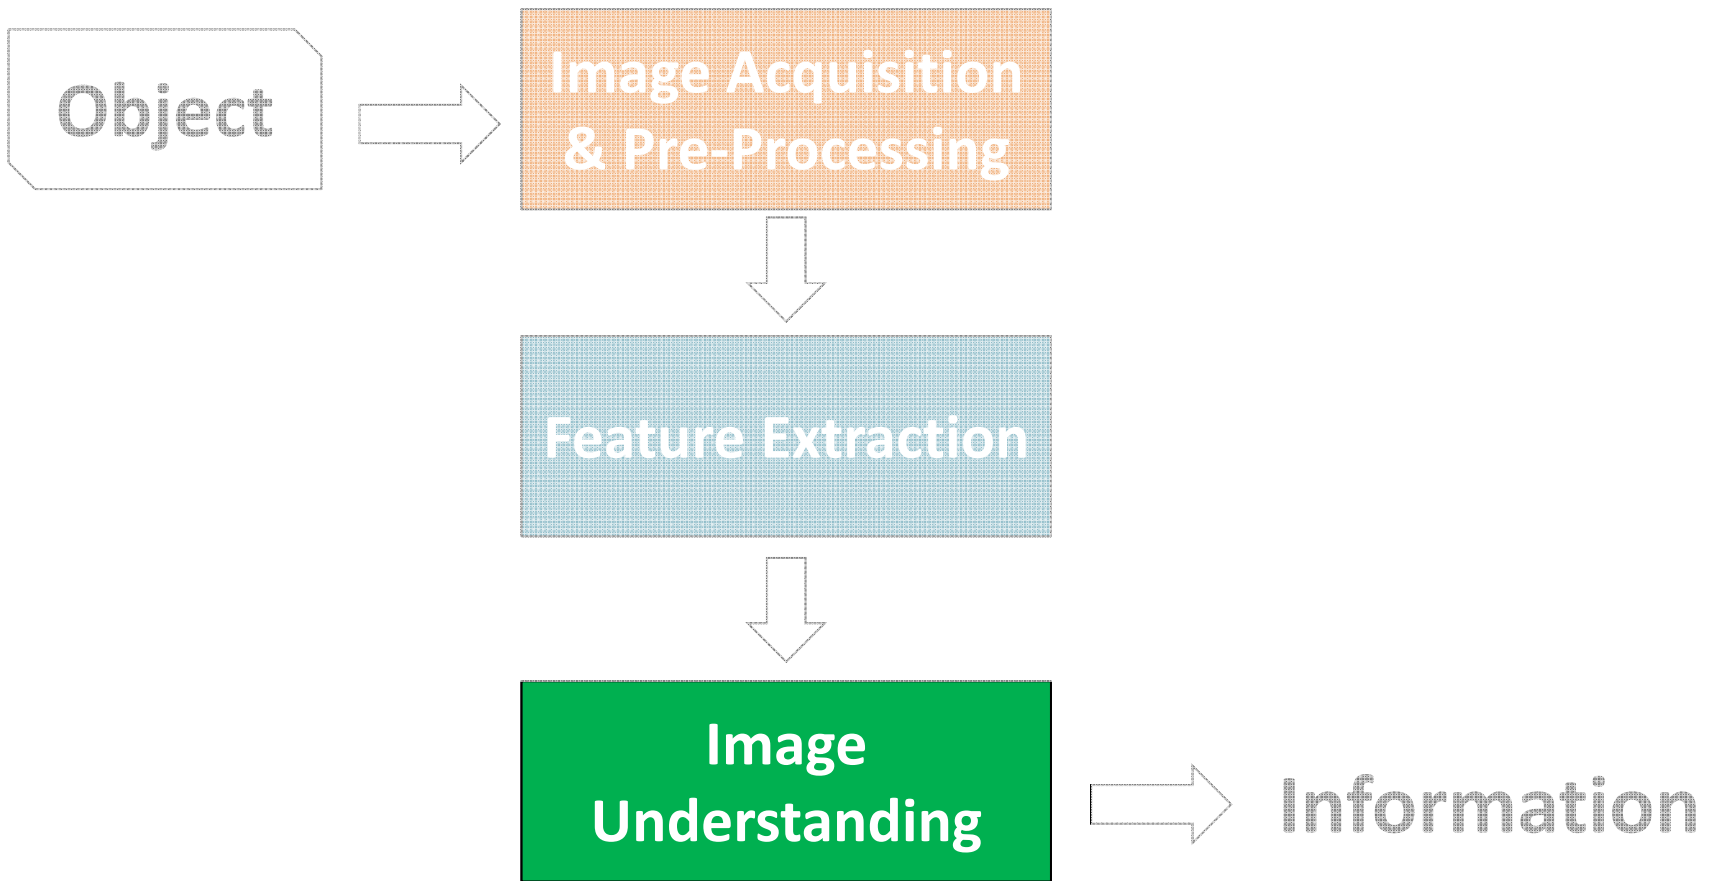 Object
Image Acquisition
& Pre-Processing
Feature Extraction
Image
Understanding
Information